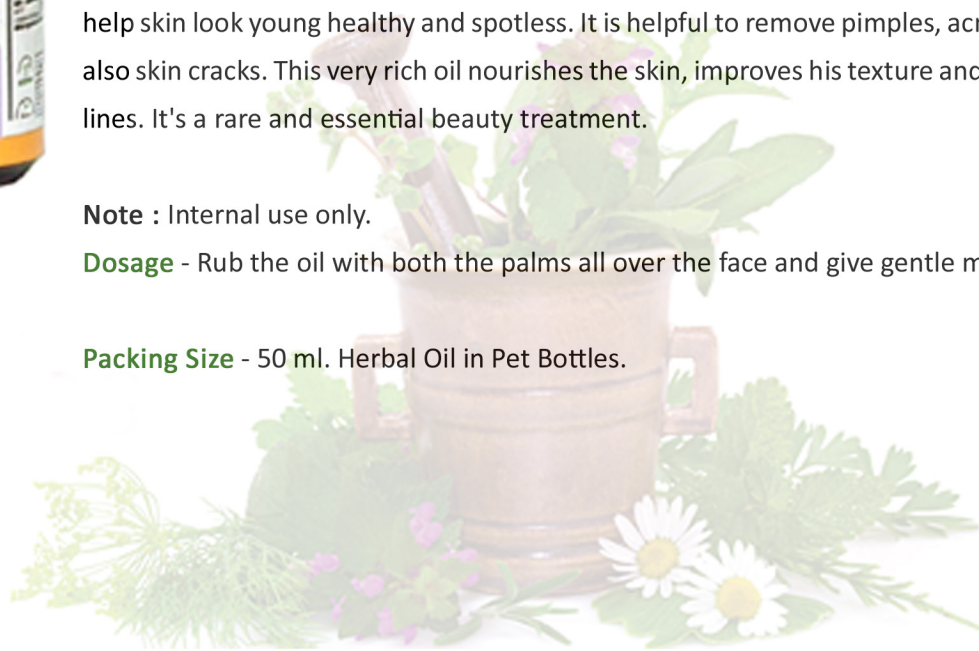 help skin look young healthy and spotless. It is helpful to remove pimples,
also skin cracks. This very rich oil nourishes the skin, improves his texture and
lines. It's a rare and essential beauty treatment.
Note : Internal use only.
Dosage - Rub the oil with both the palms all over the face and give gentle
Packing Size - 50 ml. Herbal Oil in Pet Bottles.